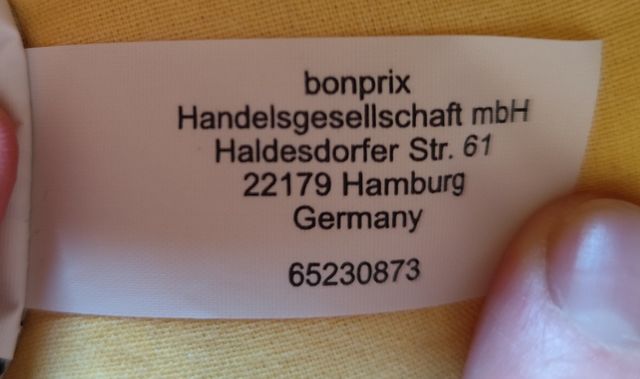 bonprix
Handelsgesellschaft mbH
Haldesdorfer Str. 61
22179 Hamburg
Germany
65230873